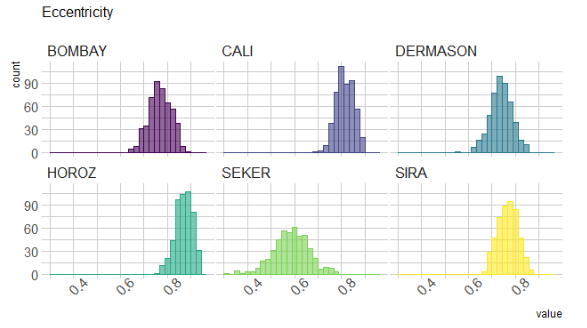 Eccentricity
BOMBAY CALI DERMASON
count
90
60
30
0
HOROZ SEKER SIRA
90
60
30
0
0.4 0.6 0.8 0.4 0.6 0.8 0.4 0.6 0.8
value